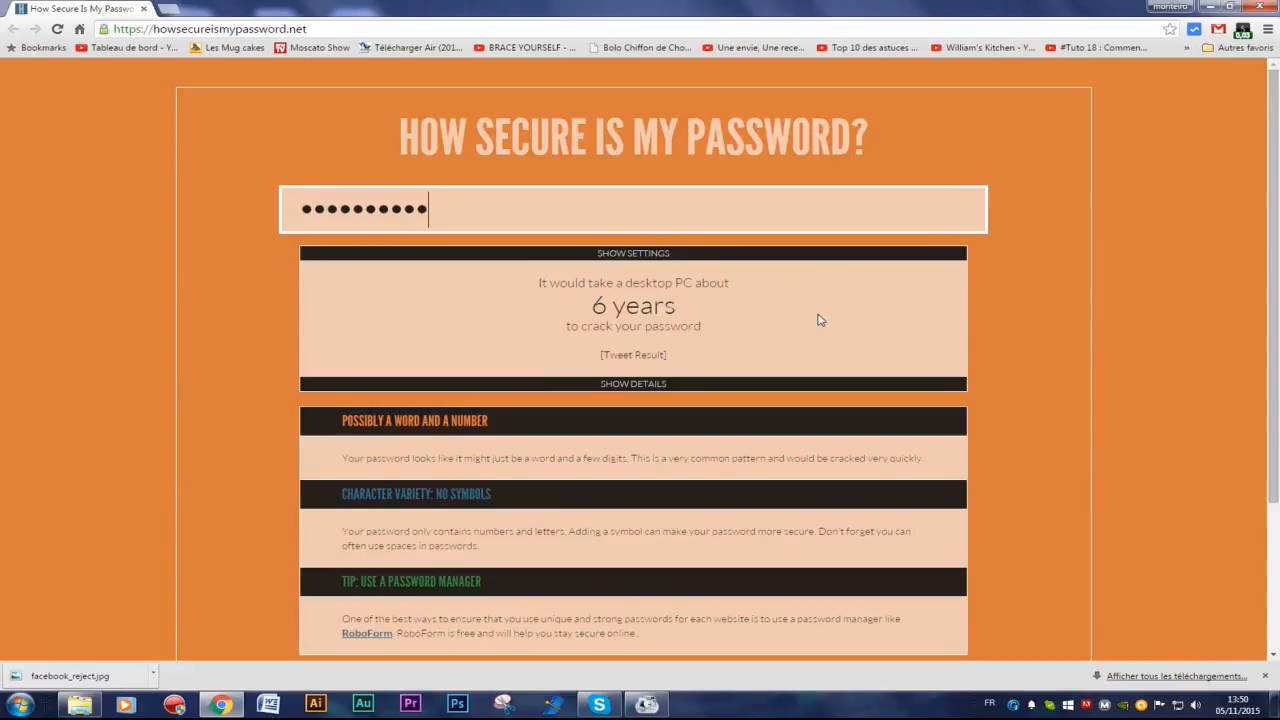 How Secure Is My Passwo
monteiro
https://howsecureismypassword.net
Bookmarks
Tableau de bord - Y...
Les Mug cakes
Moscato Show
Télécharger Air (201...
BRACE YOURSELF - ...
Bolo Chiffon de Cho...
Une envie, Une rece...
Top 10 des astuces ...
William's Kitchen - Y...
#Tuto 18 : Commen...
»
Autres favoris
0,03
HOW SECURE IS MY PASSWORD?
SHOW SETTINGS
It would take a desktop PC about
6 years
to crack your password
[Tweet Result]
SHOW DETAILS
POSSIBLY A WORD AND A NUMBER
Your password looks like it might just be a word and a few digits. This is a very common pattern and would be cracked very quickly.
CHARACTER VARIETY: NO SYMBOLS
Your password only contains numbers and letters. Adding a symbol can make your password more secure. Don't forget you can
often use spaces in passwords.
TIP: USE A PASSWORD MANAGER
One of the best ways to ensure that you use unique and strong passwords for each website is to use a password manager like
RoboForm. RoboForm is free and will help you stay secure online..
facebook_reject.jpg
Afficher tous les téléchargements...
W
Ai
Au
Pr
Ps
S
FR
13:50
05/11/2015